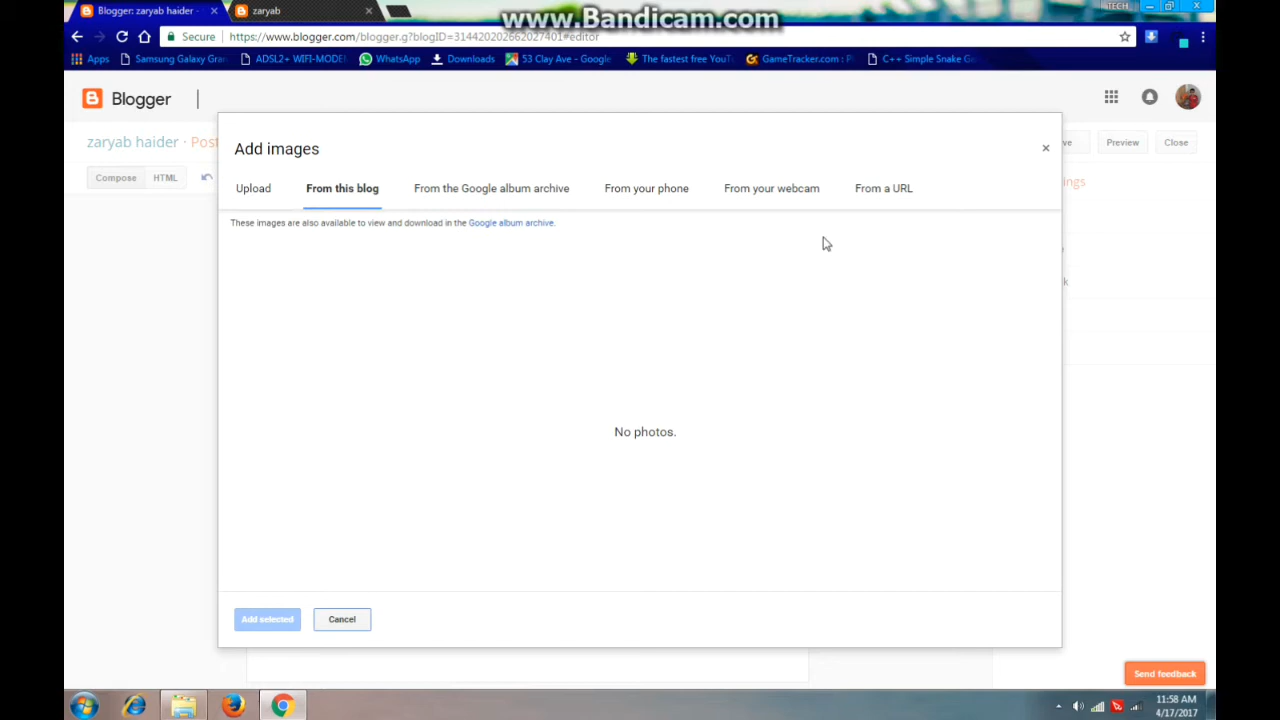 Blogger: zaryab haider -
zaryab
TECH
www.Bandicam.com
Secure
https://www.blogger.com/blogger.g?blogID=314420202662027401#editor
Apps
Samsung Galaxy Gran
ADSL2+ WIFI-MODE
WhatsApp
Downloads
53 Clay Ave - Google
The fastest free YouT
GameTracker.com : P
C++ Simple Snake Ga
Blogger
zaryab haider · Post
ve
Preview
Close
Compose
HTML
ings
k
Add images
Upload
From this blog
From the Google album archive
From your phone
From your webcam
From a URL
These images are also available to view and download in the Google album archive.
No photos.
Add selected
Cancel
Send feedback
11:58 AM
4/17/2017